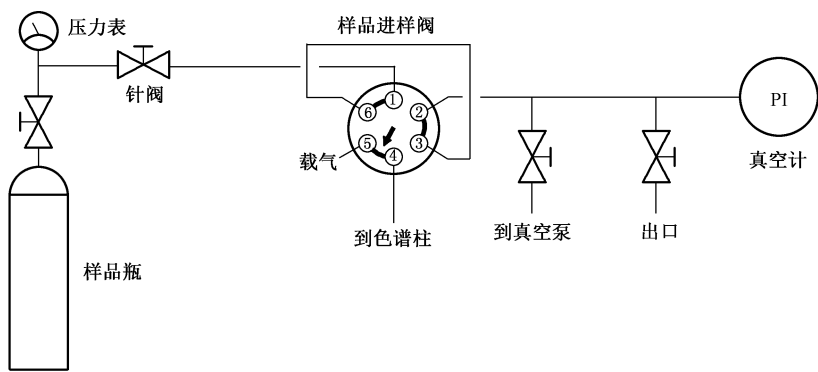 压力表
样品进样阀
针阀
①
②
⑥
PI
⑤
③
④
载气
真空计
到色谱柱
到真空泵
出口
样品瓶